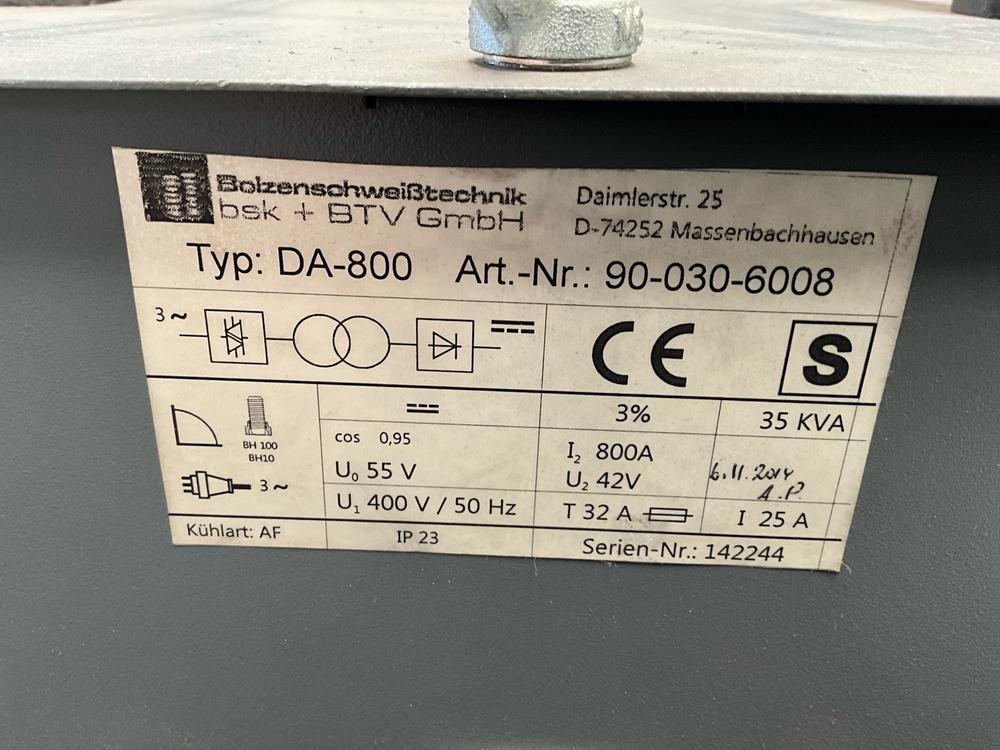 Bolzenschweißtechnik
bsk + BTV GmbH
Daimlerstr. 25
D-74252 Massenbachhausen
Typ: DA-800 Art.-Nr.: 90-030-6008
3 ~
CE
S
3% 35 KVA
BH 100
BH10
cos 0,95
U₀ 55 V
I₂ 800A
U₂ 42V
6.11.2014
A.P.
3 ~
U₁ 400 V / 50 Hz
T 32 A
I 25 A
Kühlart: AF IP 23 Serien-Nr.: 142244